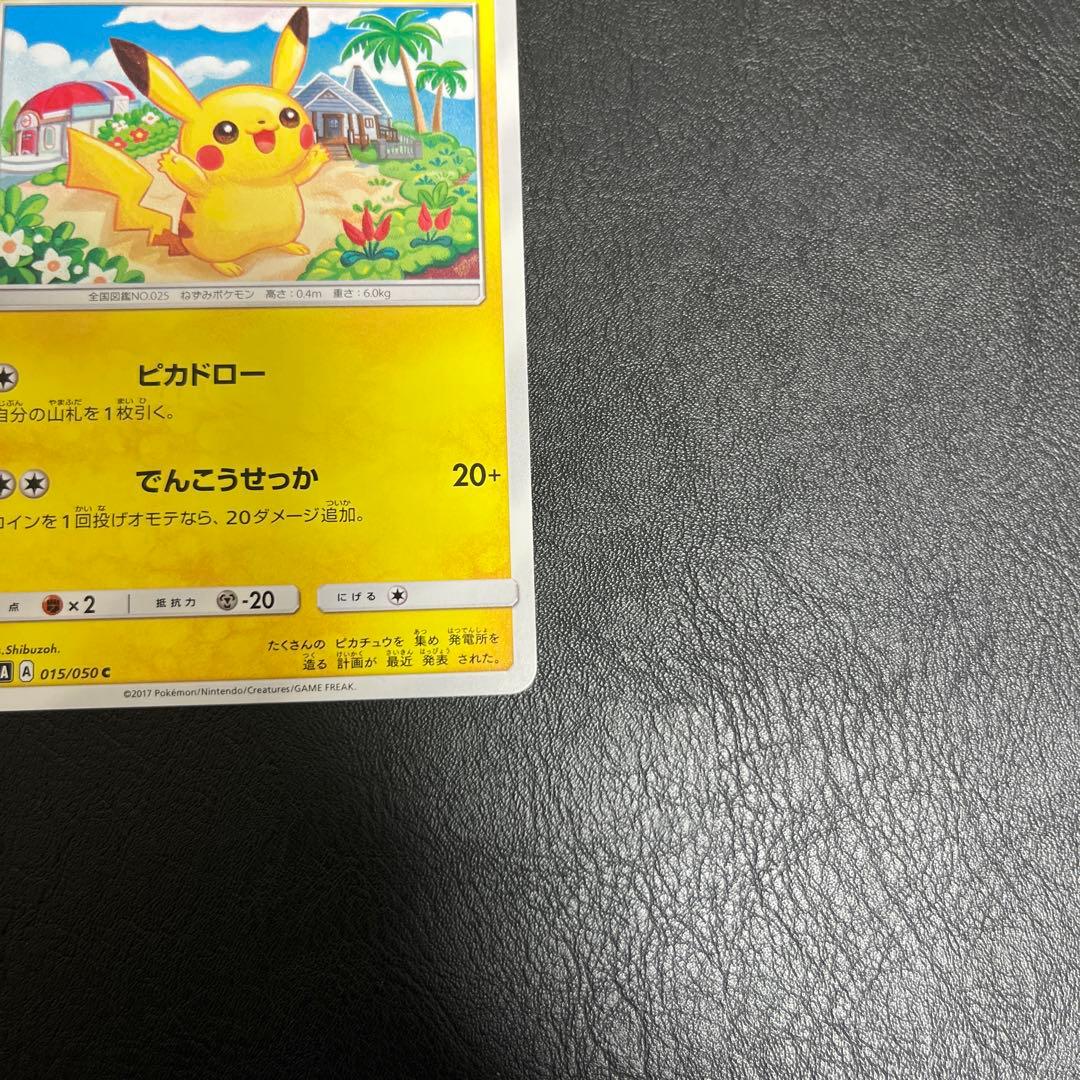 全国図鑑NO.025 ねずみポケモン 高さ:0.4m 重さ:6.0kg
ピカドロー
自分の山札を1枚引く。
でんこうせっか 20+
コインを1回投げオモテなら、20ダメージ追加。
点 ×2 抵抗力 -20 にげる
.Shibuzoh.
たくさんの ピカチュウを 集め 発電所を
造る 計画が 最近 発表 された。
A 015/050 C
©2017 Pokémon/Nintendo/Creatures/GAME FREAK.